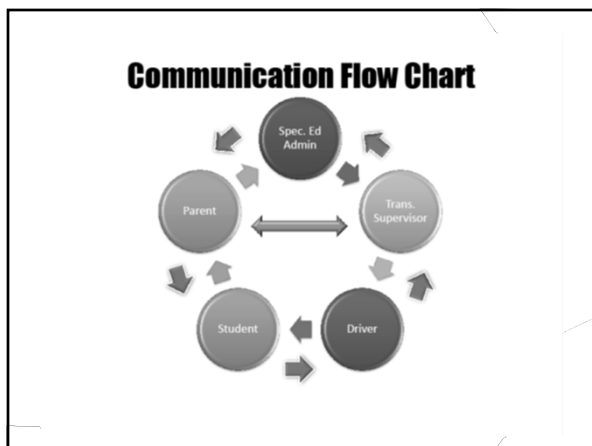 Communication Flow Chart
Spec. Ed
Admin
Parent
Trans.
Supervisor
Student
Driver